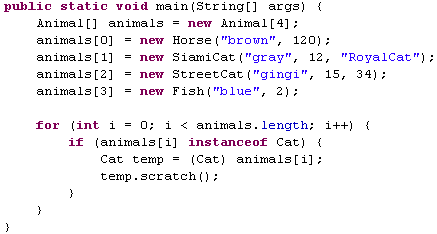 public static void main(String[] args) {
    Animal[] animals = new Animal[4];
    animals[0] = new Horse("brown", 120);
    animals[1] = new SiamiCat("gray", 12, "RoyalCat");
    animals[2] = new StreetCat("gingi", 15, 34);
    animals[3] = new Fish("blue", 2);

    for (int i = 0; i < animals.length; i++) {
        if (animals[i] instanceof Cat) {
            Cat temp = (Cat) animals[i];
            temp.scratch();
        }
    }
}